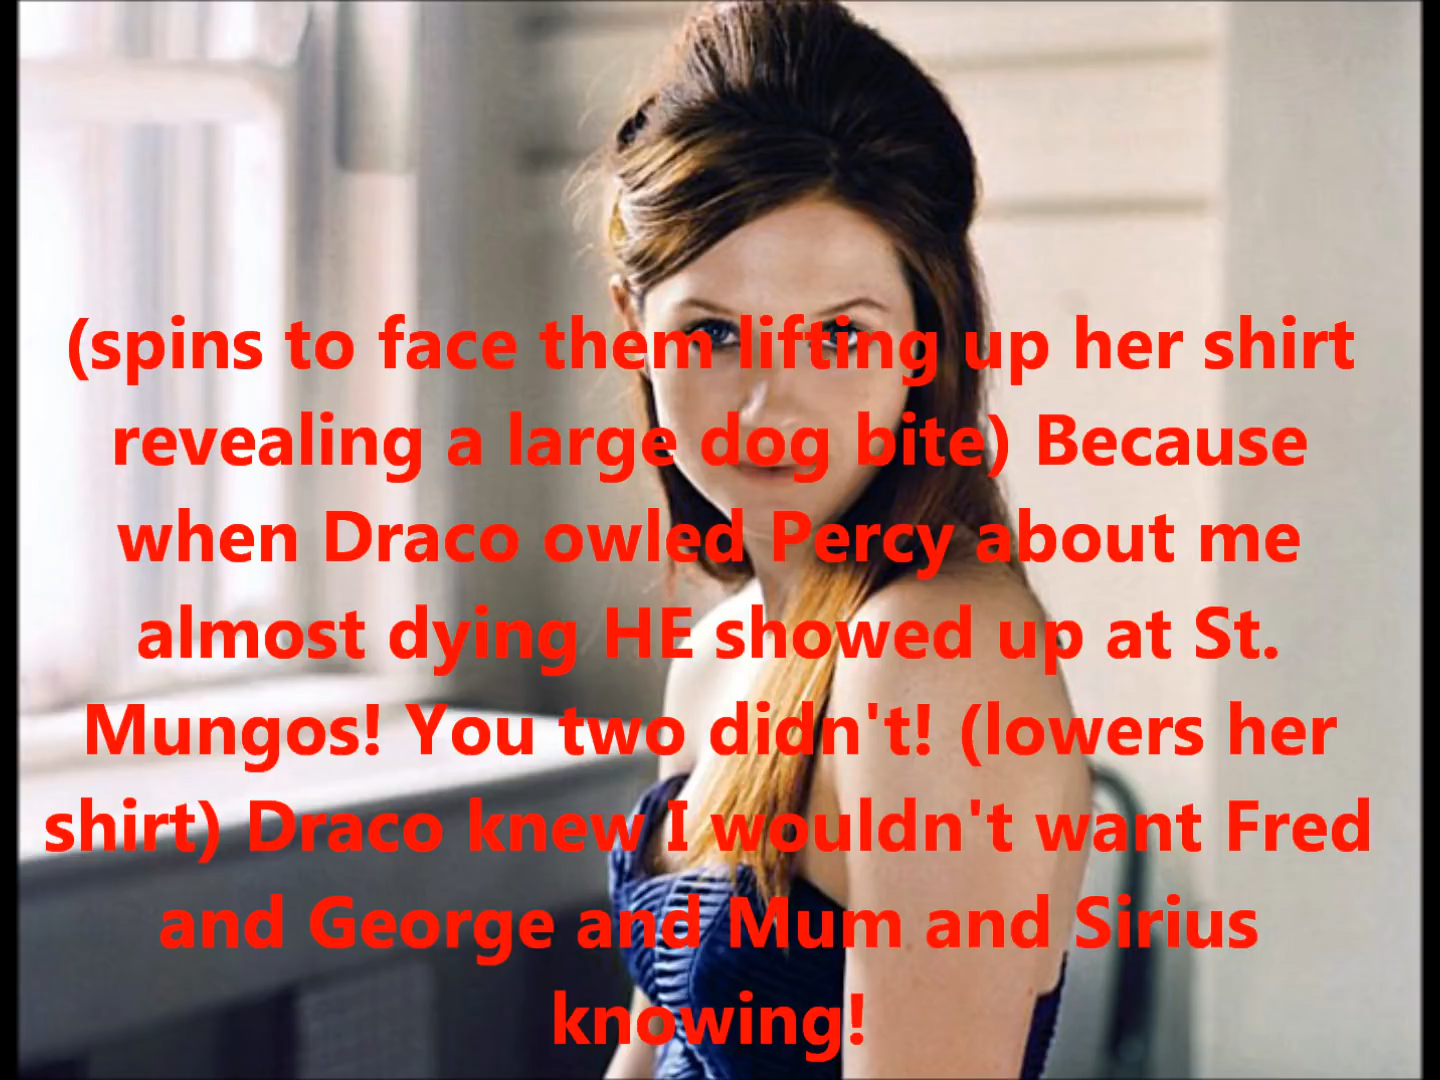 (spins to face them lifting up her shirt
revealing a large dog bite) Because
when Draco owled Percy about me
almost dying HE showed up at St.
Mungos! You two didn't! (lowers her
shirt) Draco knew I wouldn't want Fred
and George and Mum and Sirius
knowing!